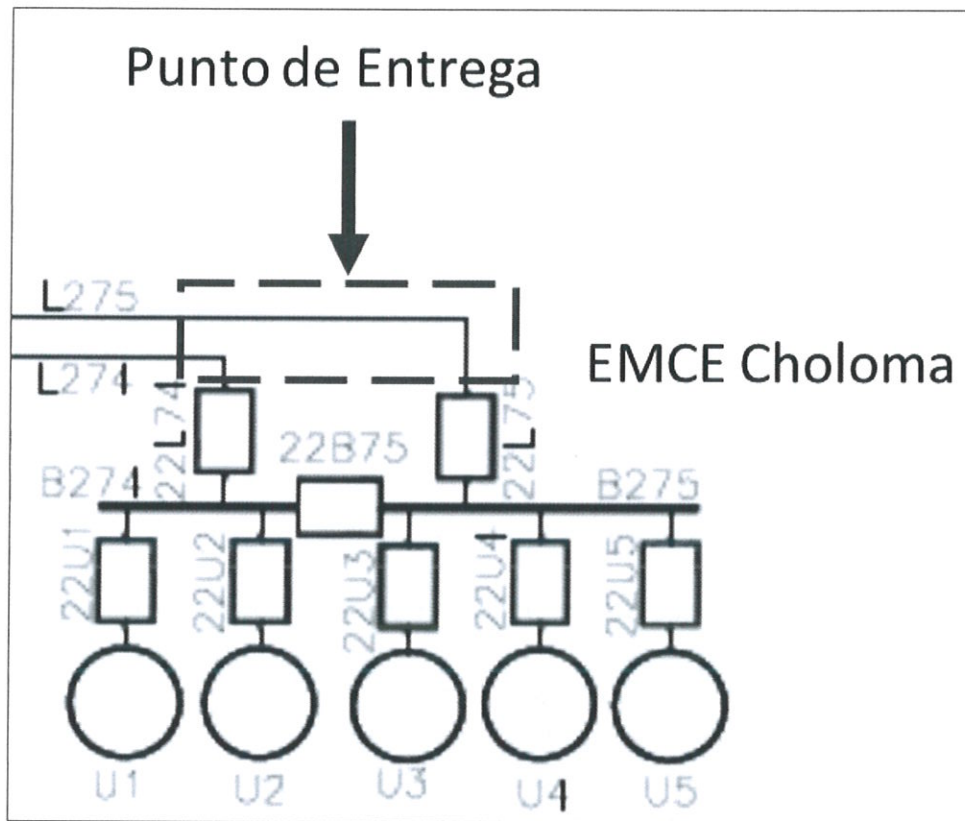 Punto de Entrega
L275
EMCE Choloma
L274
22L74
22L75
22B75
B274
B275
22U1
22U2
22U3
22U4
22U5
U1
U2
U3
U4
U5